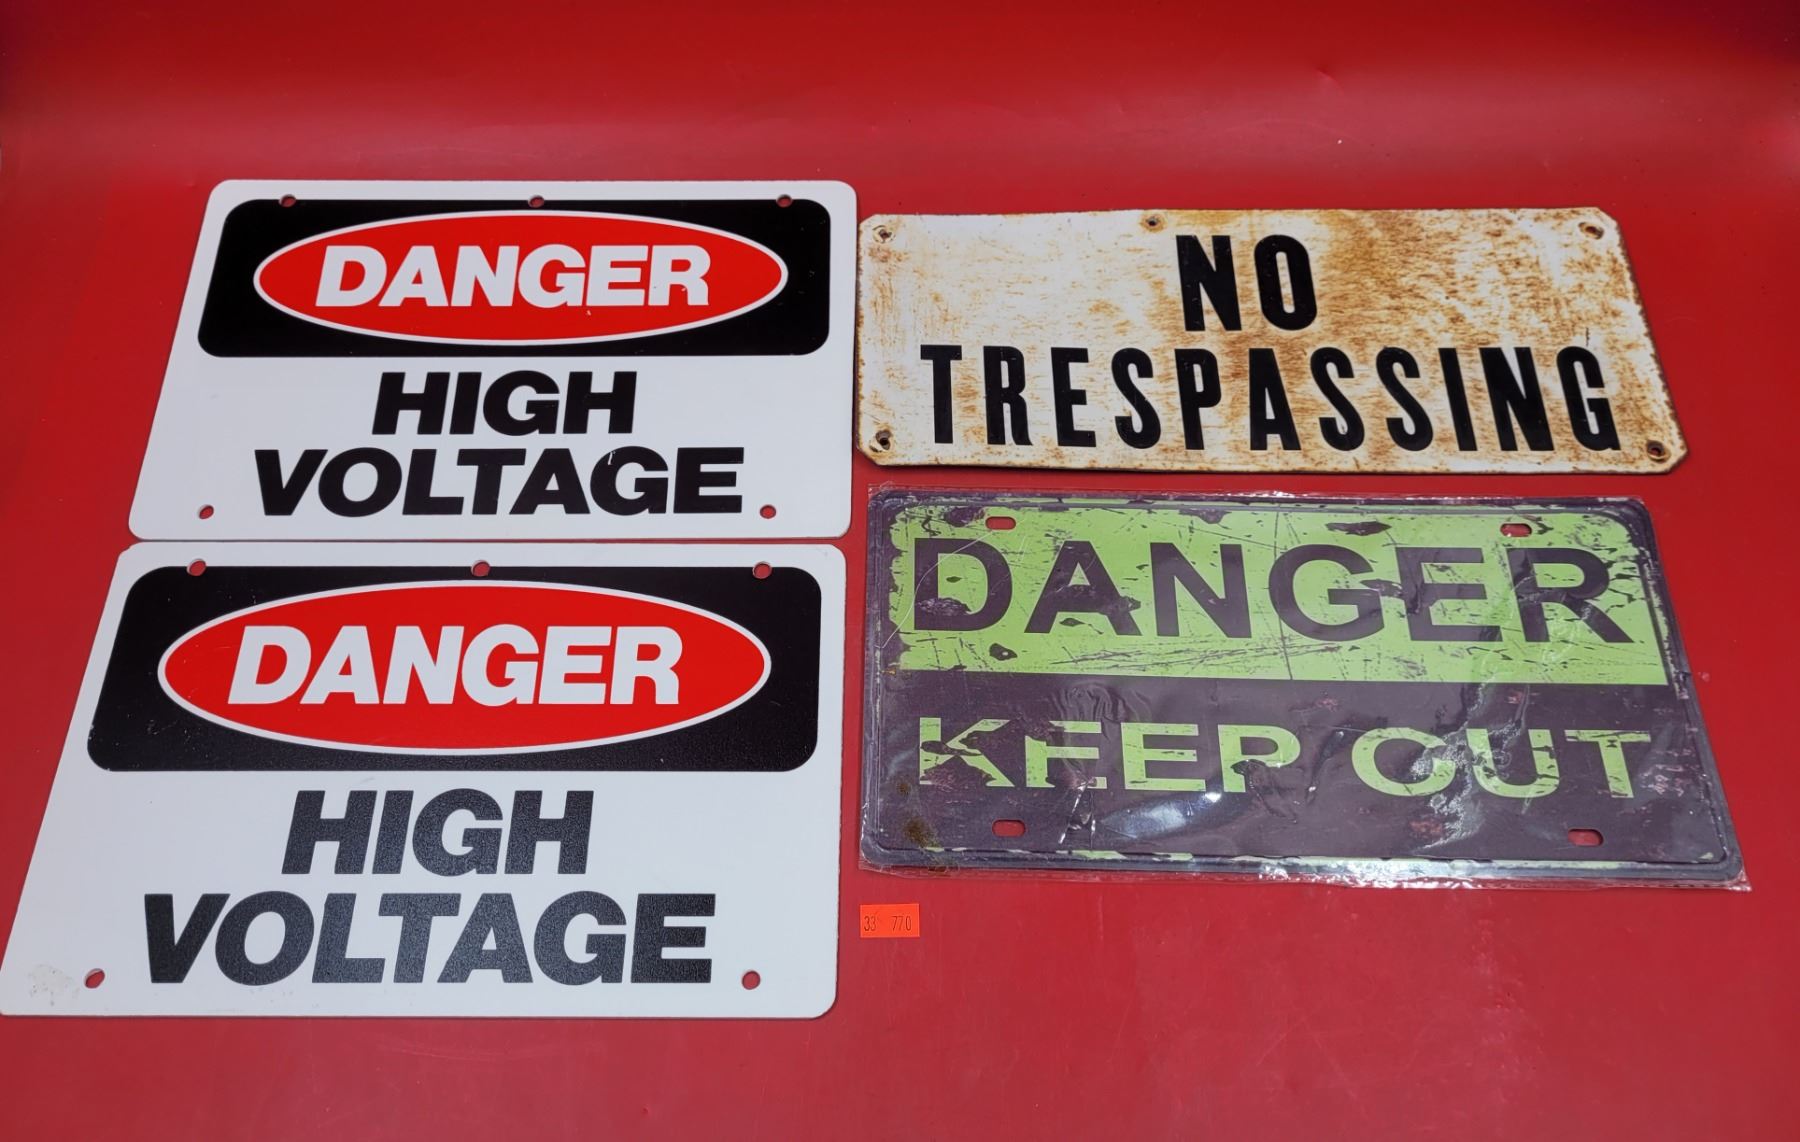 DANGER
HIGH
VOLTAGE
NO
TRESPASSING
DANGER
HIGH
VOLTAGE
DANGER
KEEP OUT
33 770